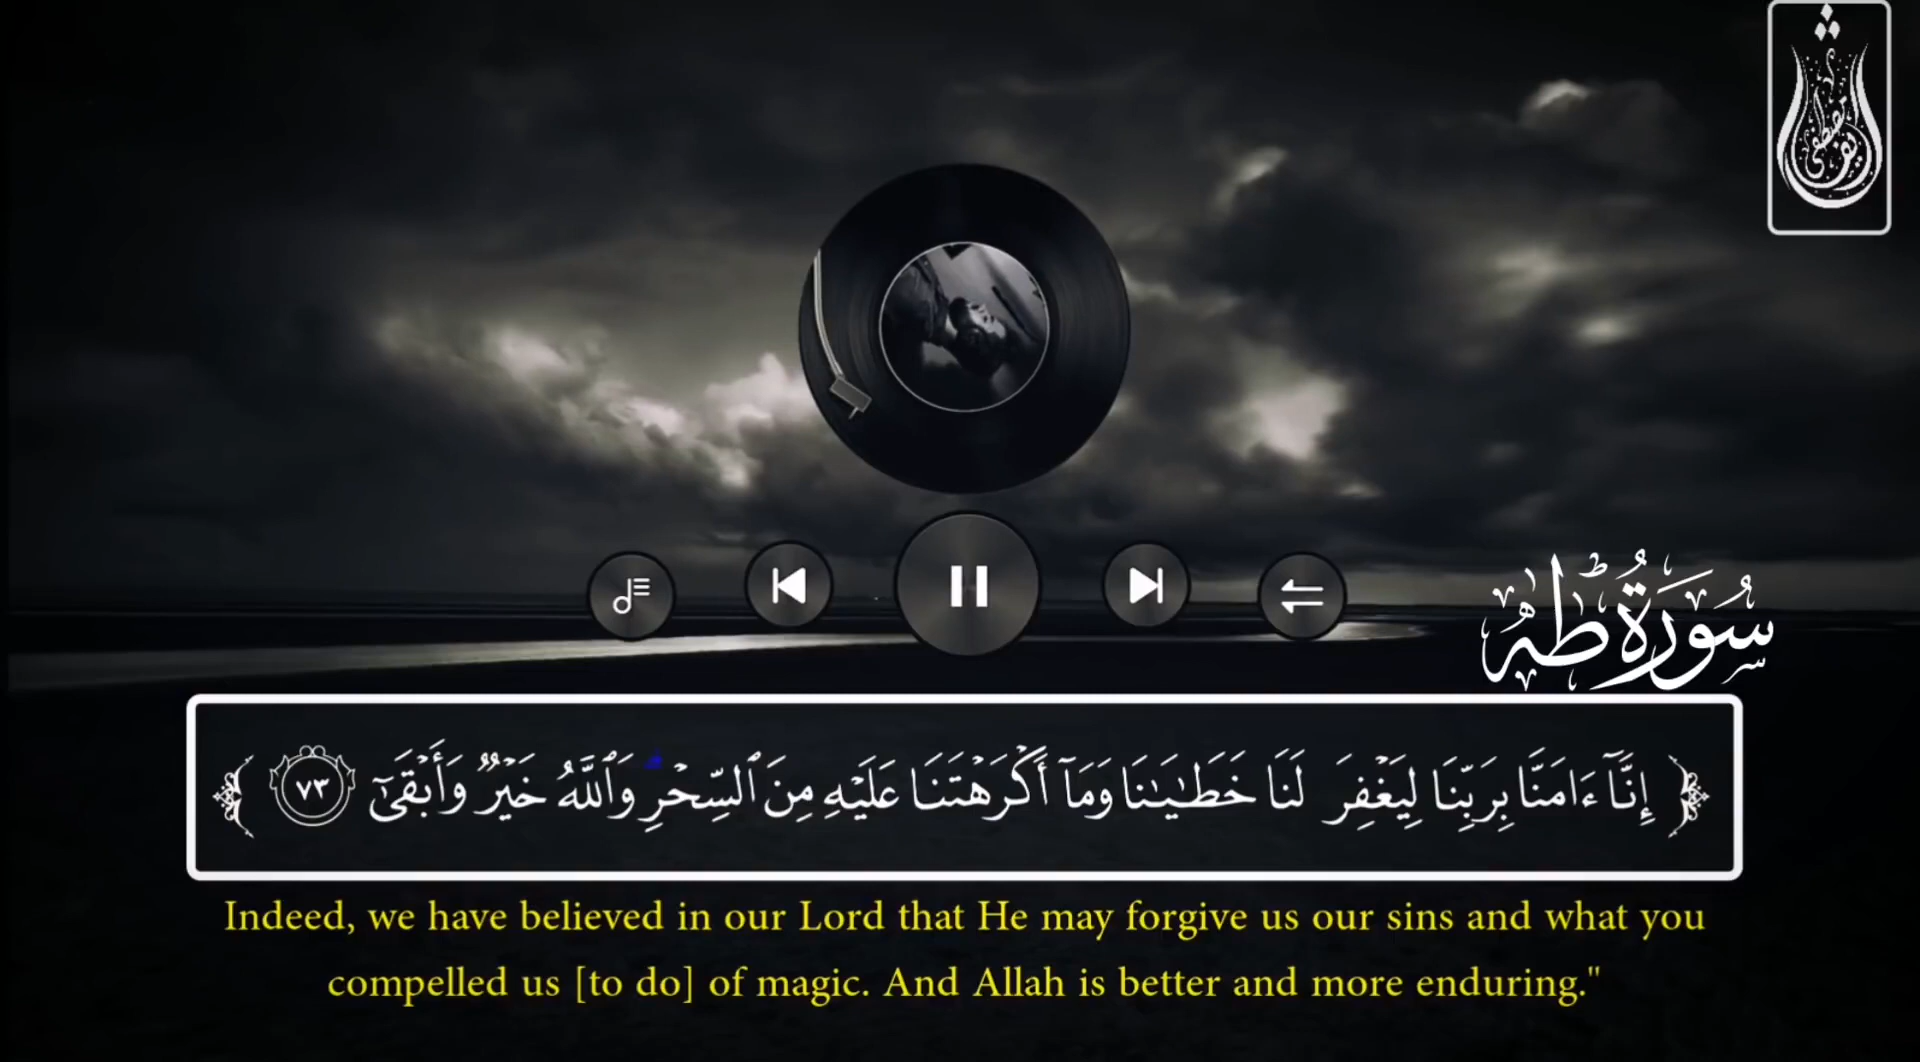 سُورَةُ طه
إِنَّآ ءَامَنَّا بِرَبِّنَا لِيَغْفِرَ لَنَا خَطَـٰيَـٰنَا وَمَآ أَكْرَهْتَنَا عَلَيْهِ مِنَ ٱلسِّحْرِ ۗ وَٱللَّهُ خَيْرٌ وَأَبْقَىٰٓ ٧٣
Indeed, we have believed in our Lord that He may forgive us our sins and what you
compelled us [to do] of magic. And Allah is better and more enduring."